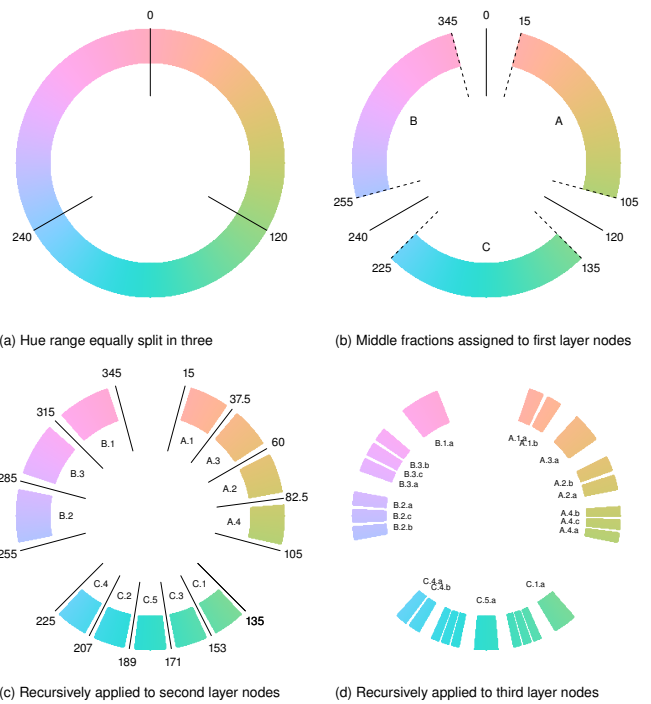 0
240
120
(a) Hue range equally split in three
345
0
15
B
A
255
105
240
120
C
225
135
(b) Middle fractions assigned to first layer nodes
345
15
37.5
315
60
B.1
A.1
A.3
285
B.3
A.2
82.5
B.2
A.4
255
105
C.4
C.2
C.5
C.3
C.1
225
135
207
153
189
171
(c) Recursively applied to second layer nodes
B.1.a
A.1.a
A.1.b
A.3.a
B.3.b
B.3.c
B.3.a
A.2.b
A.2.a
B.2.a
B.2.c
B.2.b
A.4.b
A.4.c
A.4.a
C.4.a
C.4.b
C.5.a
C.1.a
(d) Recursively applied to third layer nodes